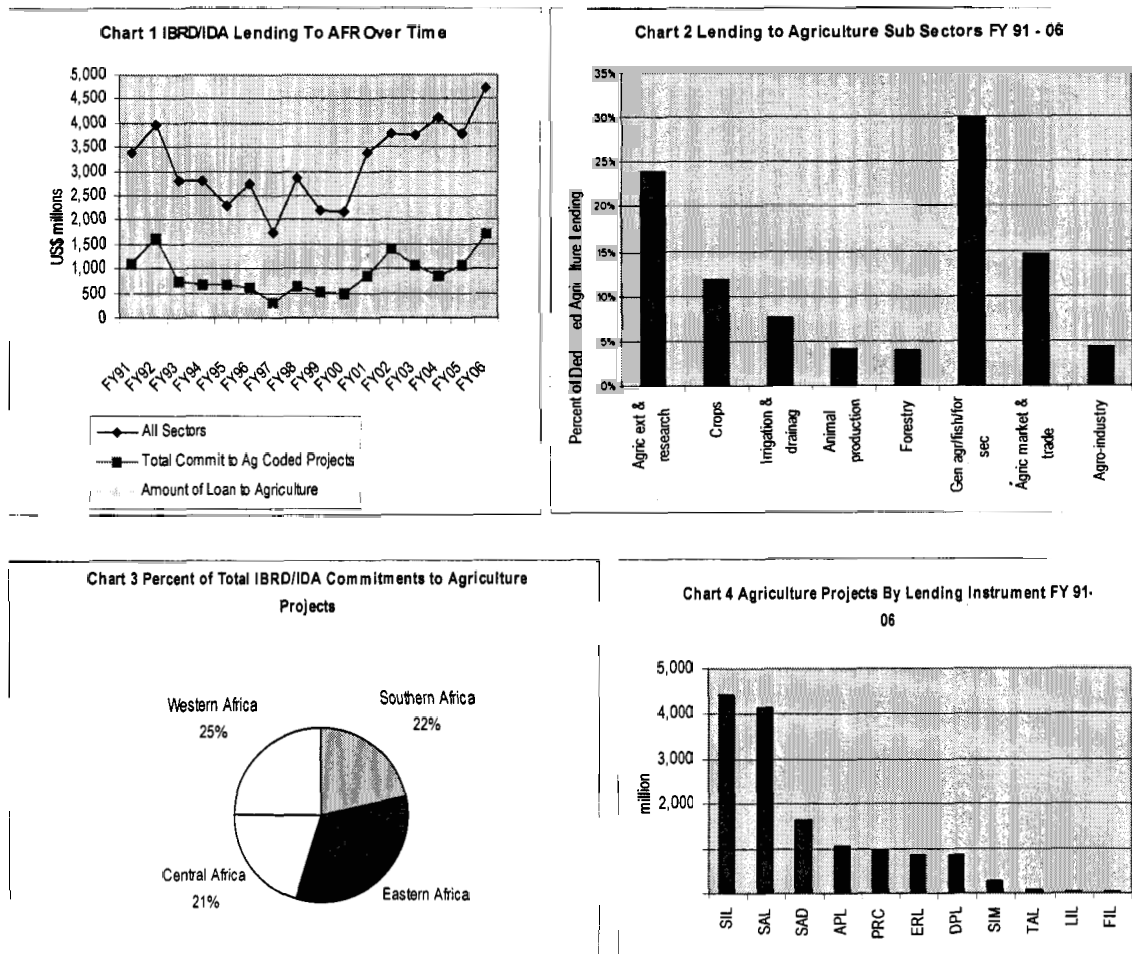 Chart 1 IBRD/IDA Lending To AFR Over Time
5,000
4,500
4,000
3,500
3,000
2,500
2,000
1,500
1,000
500
0
US$ millions
FY91
FY92
FY93
FY94
FY95
FY96
FY97
FY98
FY99
FY00
FY01
FY02
FY03
FY04
FY05
FY06
All Sectors
Total Commit to Ag Coded Projects
Amount of Loan to Agriculture
Chart 2 Lending to Agriculture Sub Sectors FY 91 - 06
35%
30%
25%
20%
15%
10%
5%
0%
Percent of Ded ed Agri ture Lending
Agric ext &
research
Crops
Irrigation &
drainag
Animal
production
Forestry
Gen agr/fish/for
sec
Agric market &
trade
Agro-industry
Chart 3 Percent of Total IBRD/IDA Commitments to Agriculture
Projects
Western Africa
25%
Southern Africa
22%
Central Africa
21%
Eastern Africa
Chart 4 Agriculture Projects By Lending Instrument FY 91-
06
5,000
4,000
3,000
2,000
million
SIL
SAL
SAD
APL
PRC
ERL
DPL
SIM
TAL
LIL
FIL